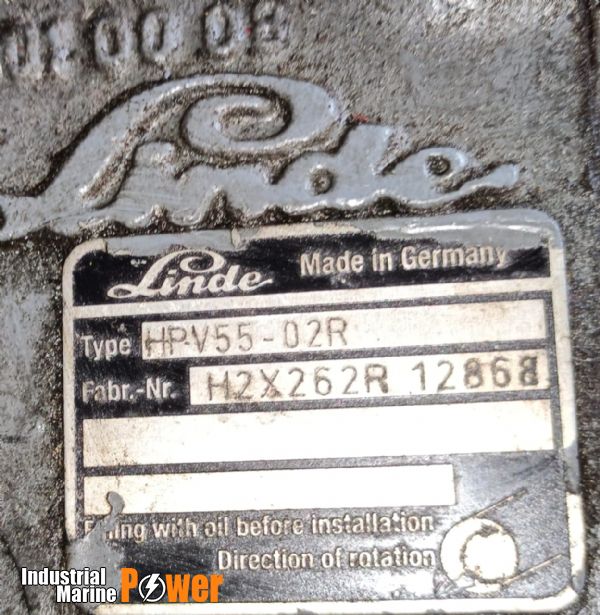 Linde
Linde Made in Germany
Type HPV55-02R
Fabr.-Nr. H2X262R 12868
with oil before installation
Direction of rotation
Industrial
Marine Power